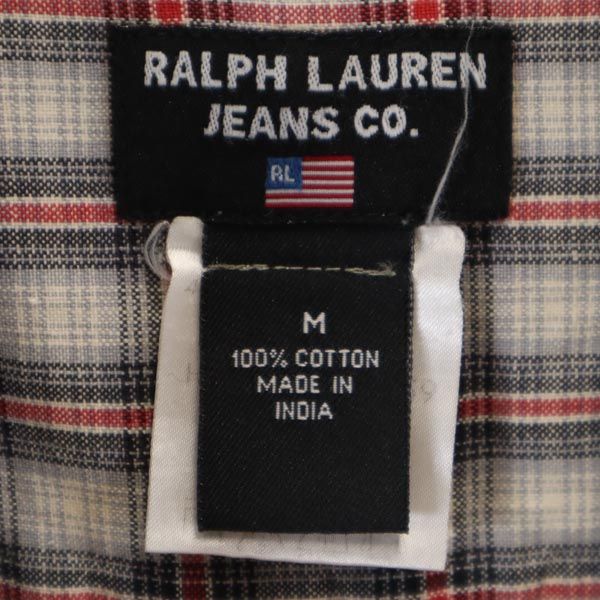 RALPH LAUREN
JEANS CO.
RL
M
100% COTTON
MADE IN
INDIA